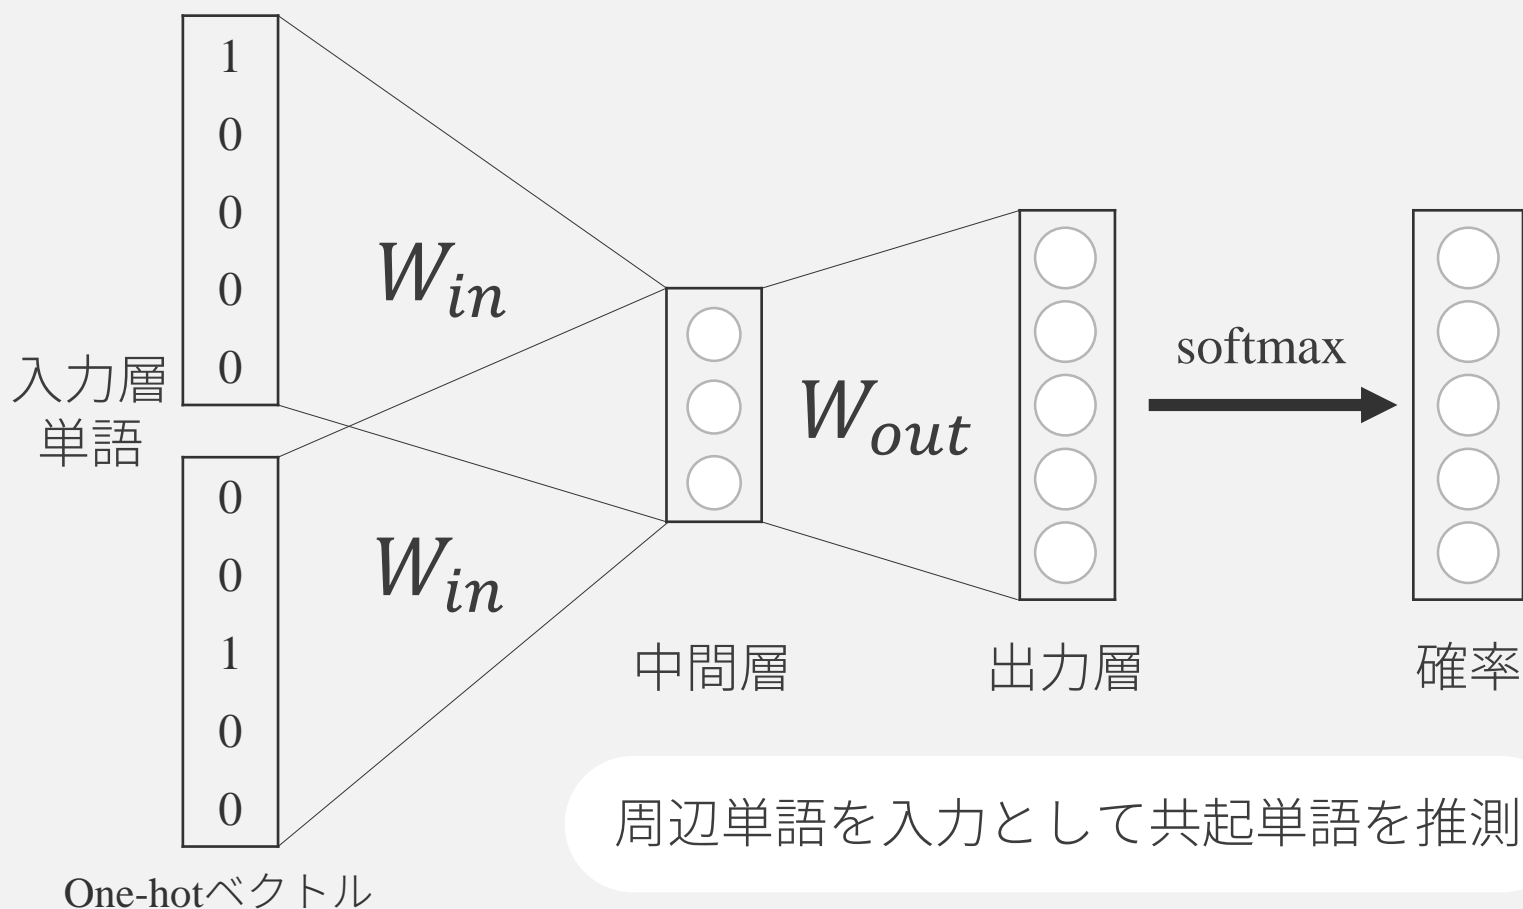 1
0
0
0
0
入力層
単語
0
0
1
0
0
One-hotベクトル
W_in
W_in
中間層
W_out
出力層
softmax
確率
周辺単語を入力として共起単語を推測